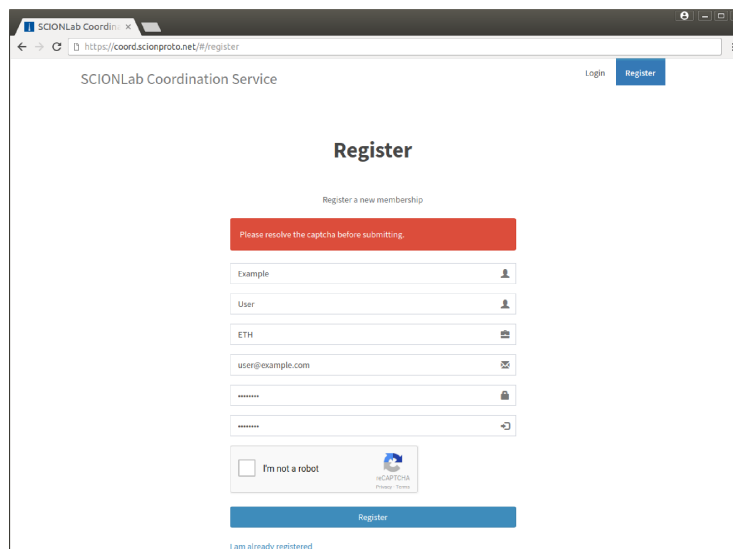 SCIONLab Coordin
https://coord.scionproto.net/#/register
SCIONLab Coordination Service
Login
Register
Register
Register a new membership
Please resolve the captcha before submitting.
Example
User
ETH
user@example.com
••••••••
••••••••
I'm not a robot
reCAPTCHA
Privacy - Terms
Register
I am already registered